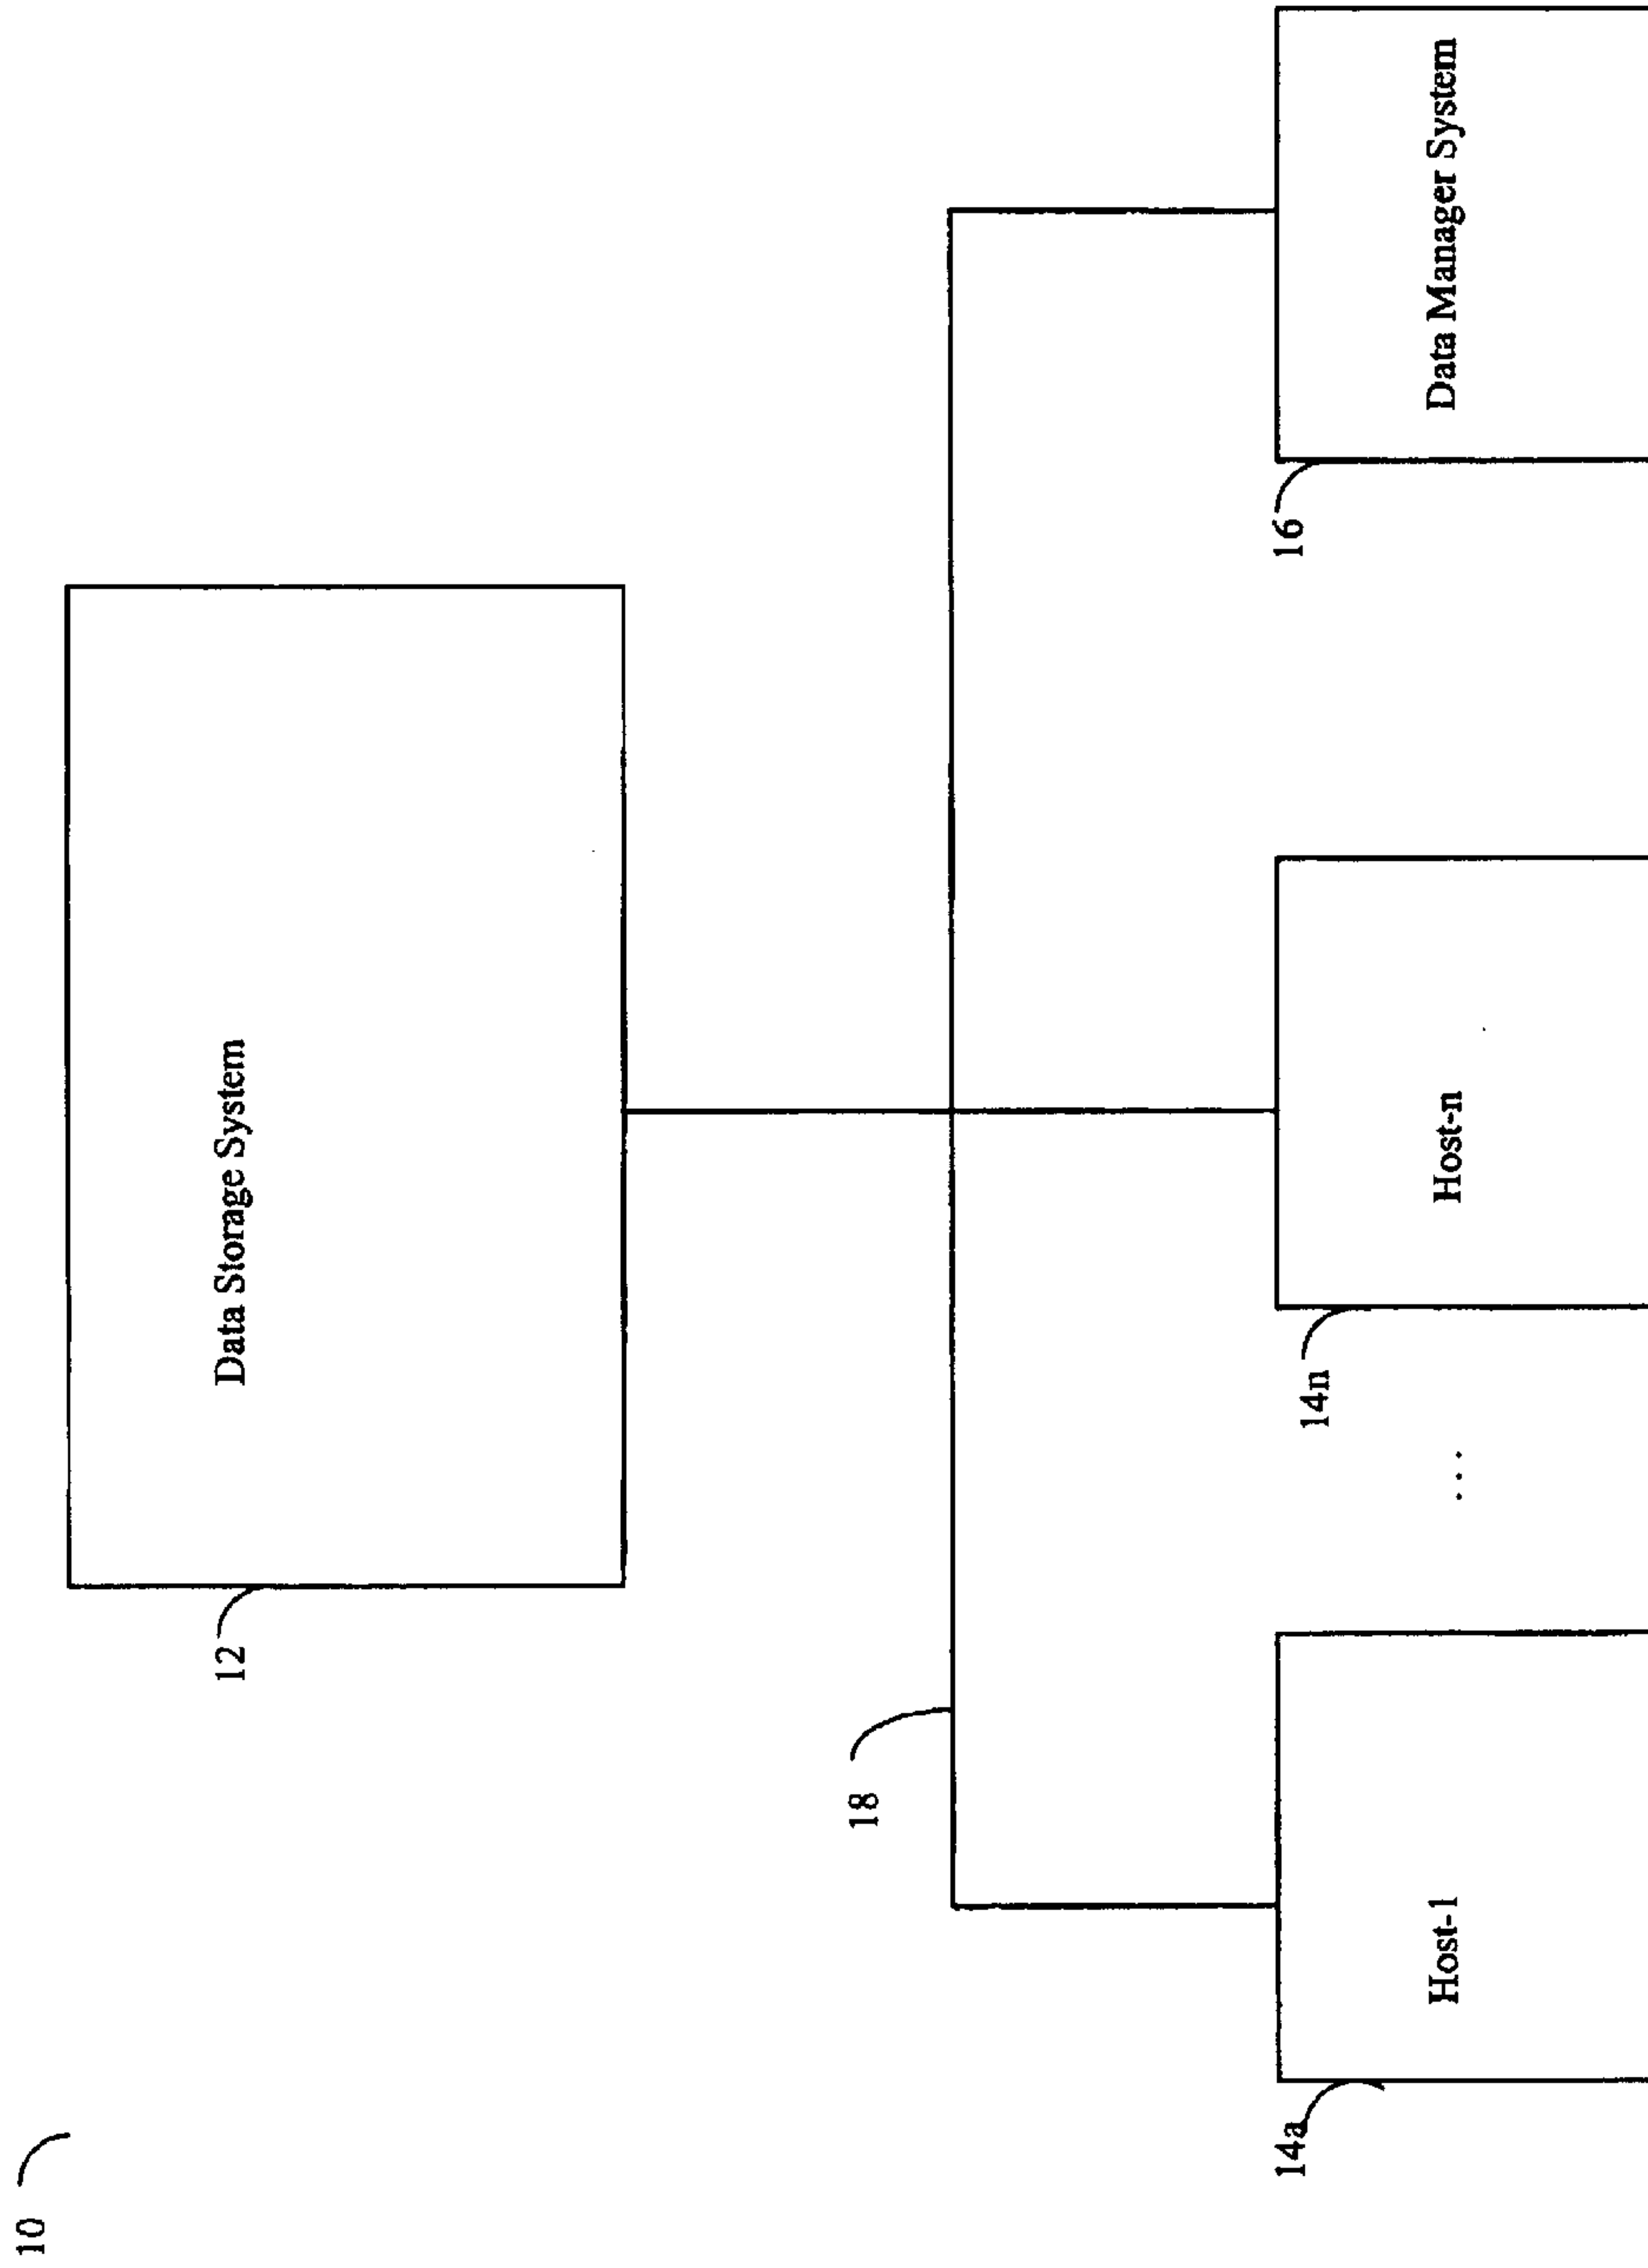 10
12
Data Storage System
18
14a
Host-1
...
14n
Host-n
16
Data Manager System